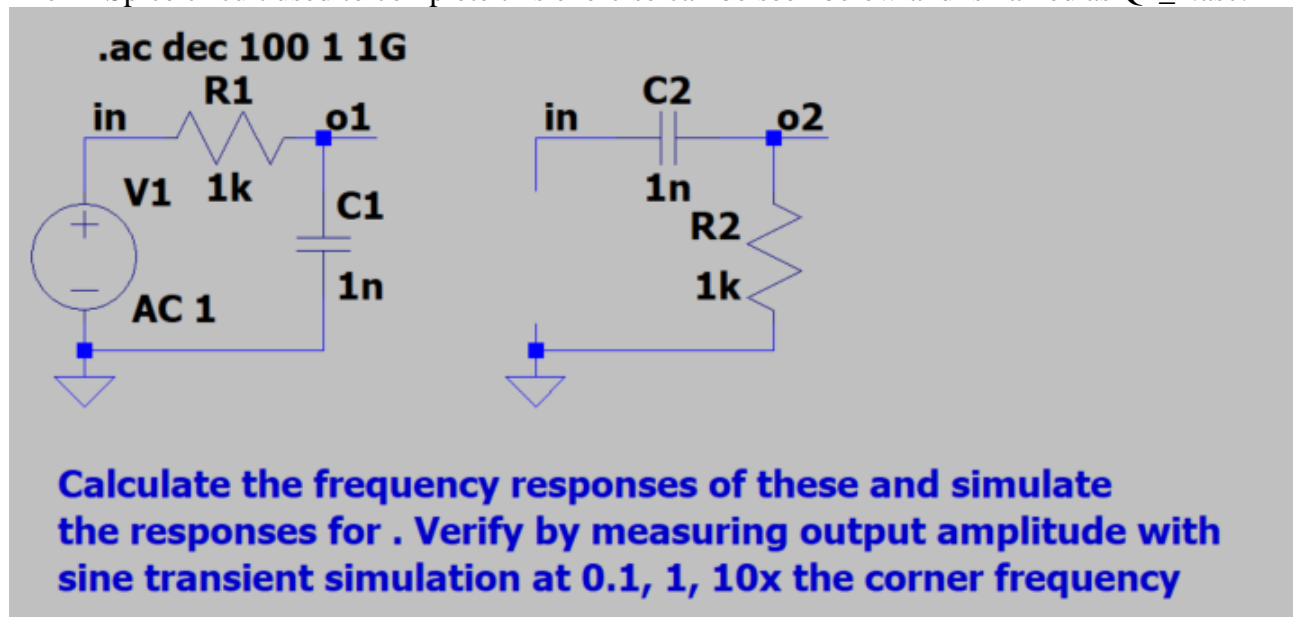 .ac dec 100 1 1G
R1
in
o1
V1
1k
C1
1n
AC 1
C2
in
o2
1n
R2
1k
Calculate the frequency responses of these and simulate
the responses for . Verify by measuring output amplitude with
sine transient simulation at 0.1, 1, 10x the corner frequency